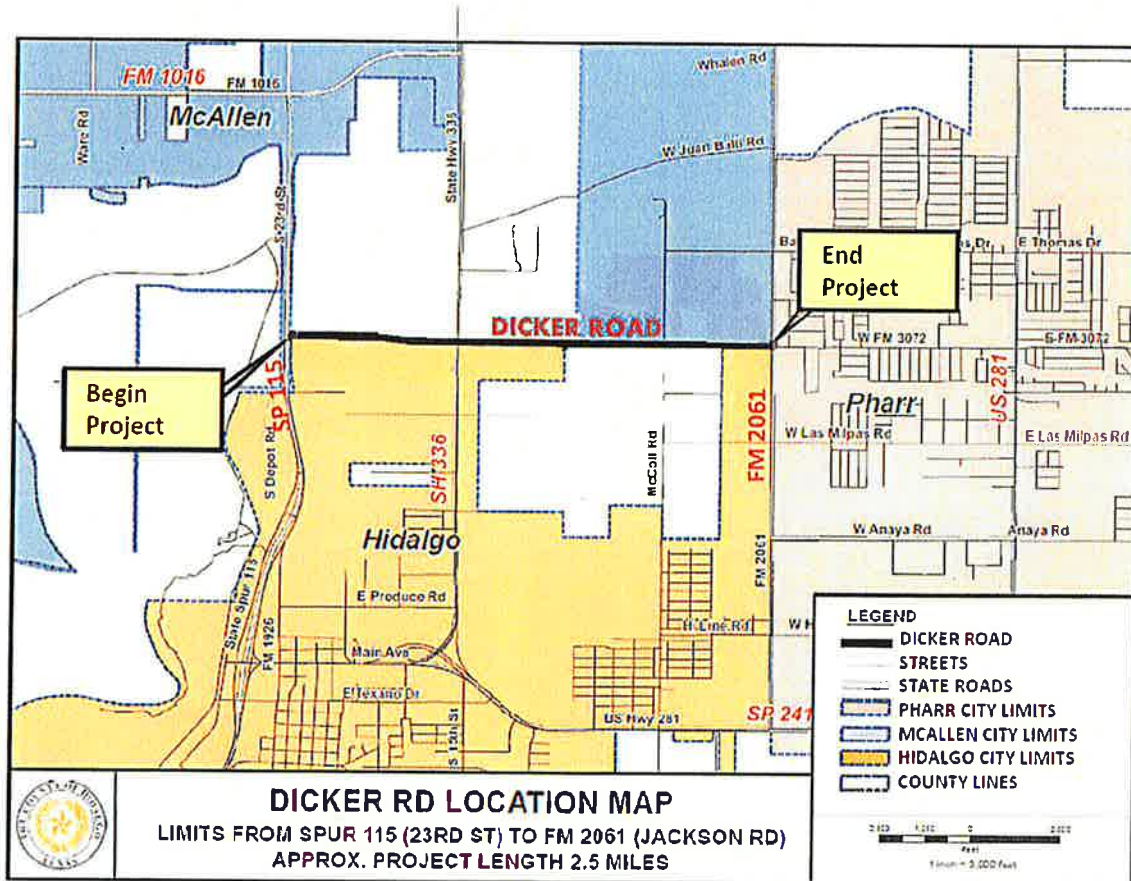 Whalen Rd
FM 1016
FM 1016
McAllen
Ware Rd
State Hwy 336
W Juan Balli Rd
S 23rd St
E Thomas Dr
End
Project
DICKER ROAD
W FM 3072
S FM 3072
Begin
Project
SP 115
FM 2061
Pharr
US 281
W Las Milpas Rd
E Las Milpas Rd
S Depot Rd
SH 336
McColl Rd
Hidalgo
W Anaya Rd
Anaya Rd
FM 2061
State Spur 115
E Produce Rd
FM 1926
Main Ave
E Texano Dr
S 12th St
US Hwy 281
SP 241
LEGEND
DICKER ROAD
STREETS
STATE ROADS
PHARR CITY LIMITS
MCALLEN CITY LIMITS
HIDALGO CITY LIMITS
COUNTY LINES
Feet
DICKER RD LOCATION MAP
LIMITS FROM SPUR 115 (23RD ST) TO FM 2061 (JACKSON RD)
APPROX. PROJECT LENGTH 2.5 MILES